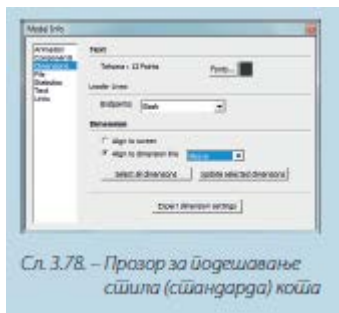 Model Info
Animation
Components
Dimensions
File
Statistics
Text
Units
Text
Tahoma : 12 Points
Fonts...
Leader Lines
Endpoints:
Slash
Dimension
Align to screen
Align to dimension line
Above
Select all dimensions
Update selected dimensions
Expert dimension settings
Сл. 3.78. – Прозор за подешавање
стила (стандарда) кота